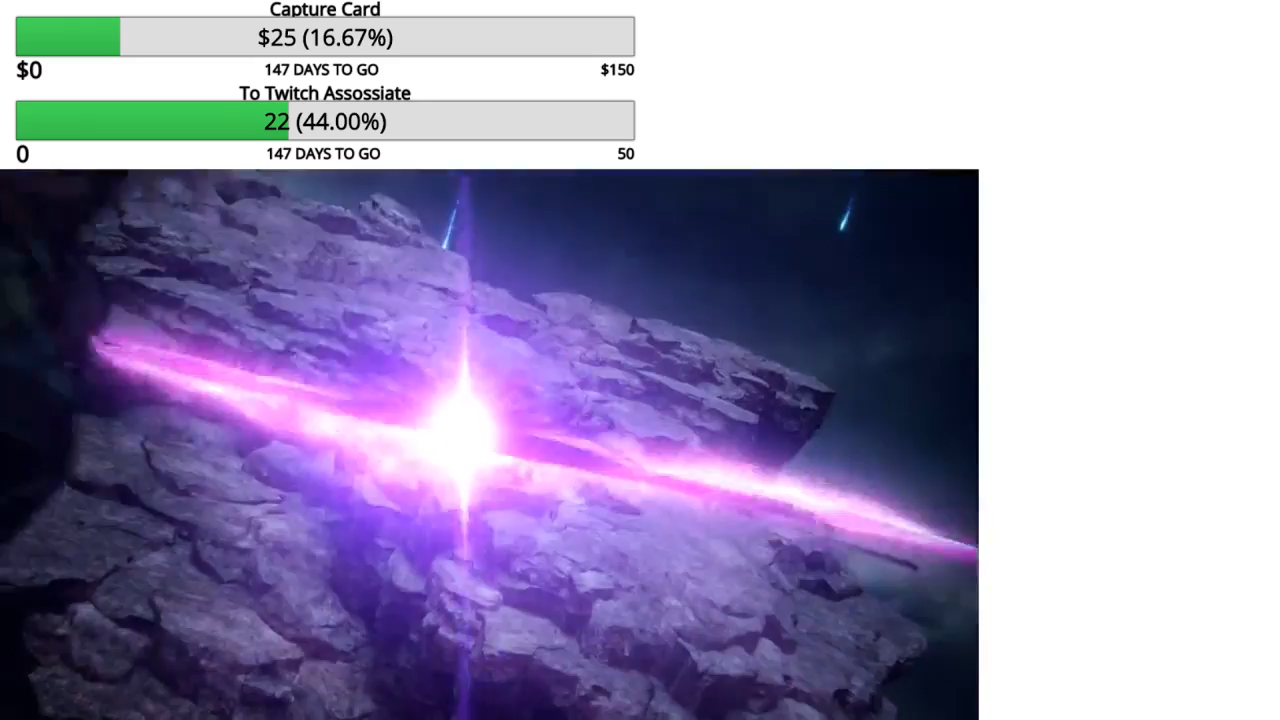 Capture Card
$25 (16.67%)
$0 147 DAYS TO GO $150
To Twitch Assossiate
22 (44.00%)
0 147 DAYS TO GO 50